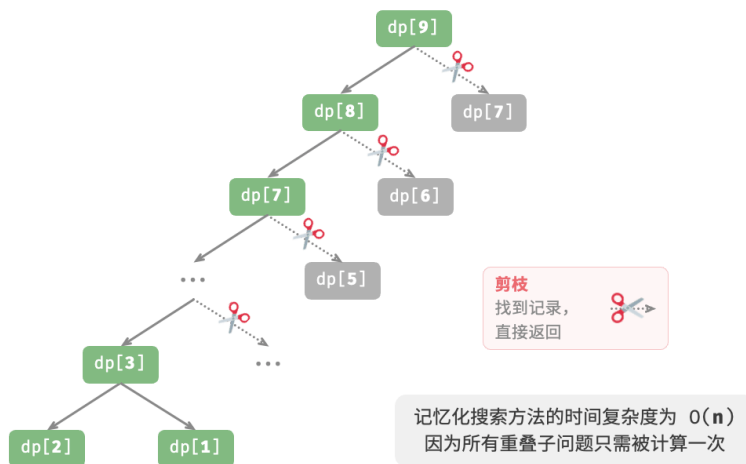 dp[9]
dp[8]
dp[7]
dp[7]
dp[6]
...
dp[5]
剪枝
找到记录，
直接返回
dp[3]
...
dp[2]
dp[1]
记忆化搜索方法的时间复杂度为 O(n)
因为所有重叠子问题只需被计算一次